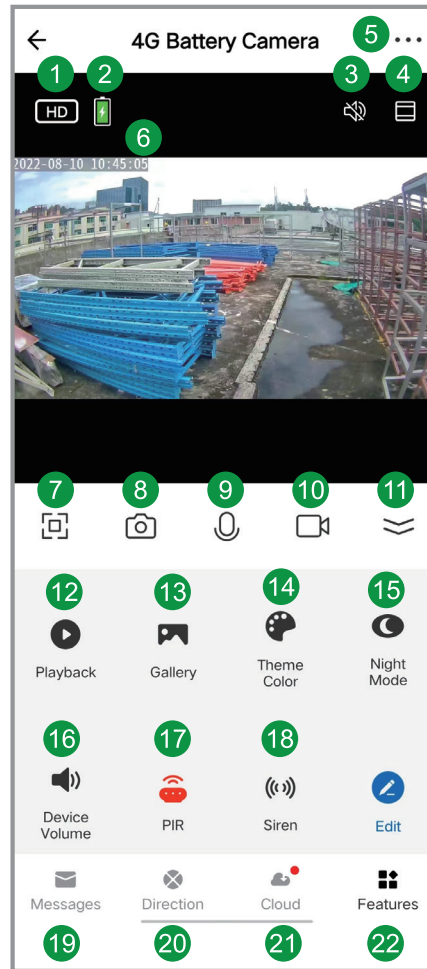 4G Battery Camera
5
1
2
3
4
HD
6
2022-08-10 10:45:05
7
8
9
10
11
12
13
14
15
Playback
Gallery
Theme
Color
Night
Mode
16
17
18
Device
Volume
PIR
Siren
Edit
Messages
Direction
Cloud
Features
19
20
21
22